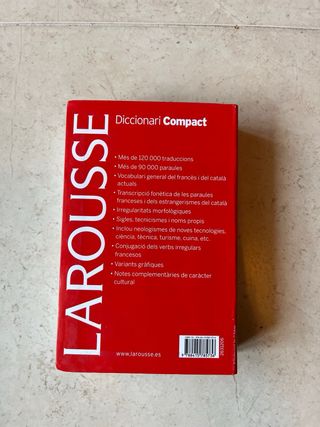 LAROUSSE
Diccionari Compact
• Més de 120 000 traduccions
• Més de 90 000 paraules
• Vocabulari general del francès i del català
actuals
• Transcripció fonètica de les paraules
franceses i dels estrangerismes del català
• Irregularitats morfològiques
• Sigles, tecnicismes i noms propis
• Inclou neologismes de noves tecnologies,
ciència, tècnica, turisme, cuina, etc.
• Conjugació dels verbs irregulars
francesos
• Variants gràfiques
• Notes complementàries de caràcter
cultural
www.larousse.es